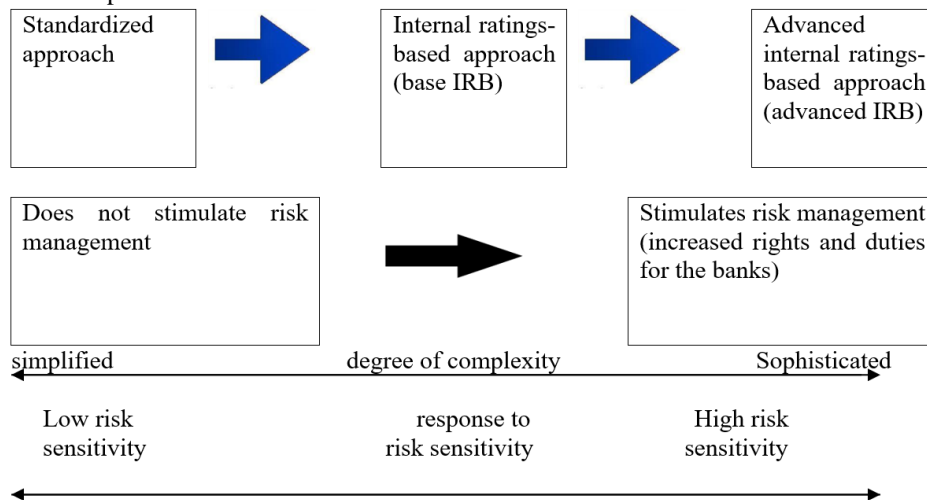 Standardized
approach
Internal ratings-
based approach
(base IRB)
Advanced
internal ratings-
based approach
(advanced IRB)
Does not stimulate risk
management
Stimulates risk management
(increased rights and duties
for the banks)
simplified
degree of complexity
Sophisticated
Low risk
sensitivity
response to
risk sensitivity
High risk
sensitivity